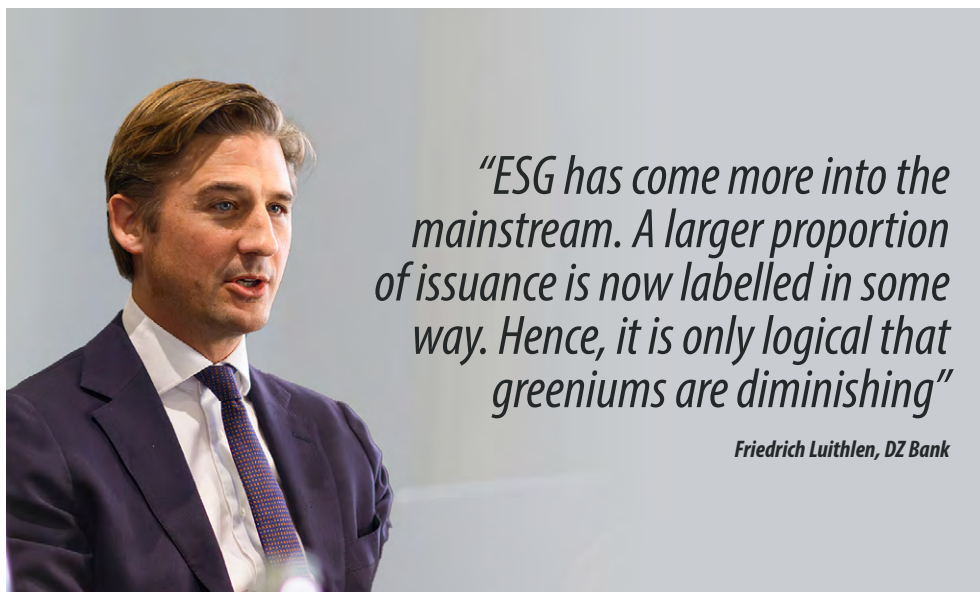 “ESG has come more into the
mainstream. A larger proportion
of issuance is now labelled in some
way. Hence, it is only logical that
greeniums are diminishing”
Friedrich Luithlen, DZ Bank